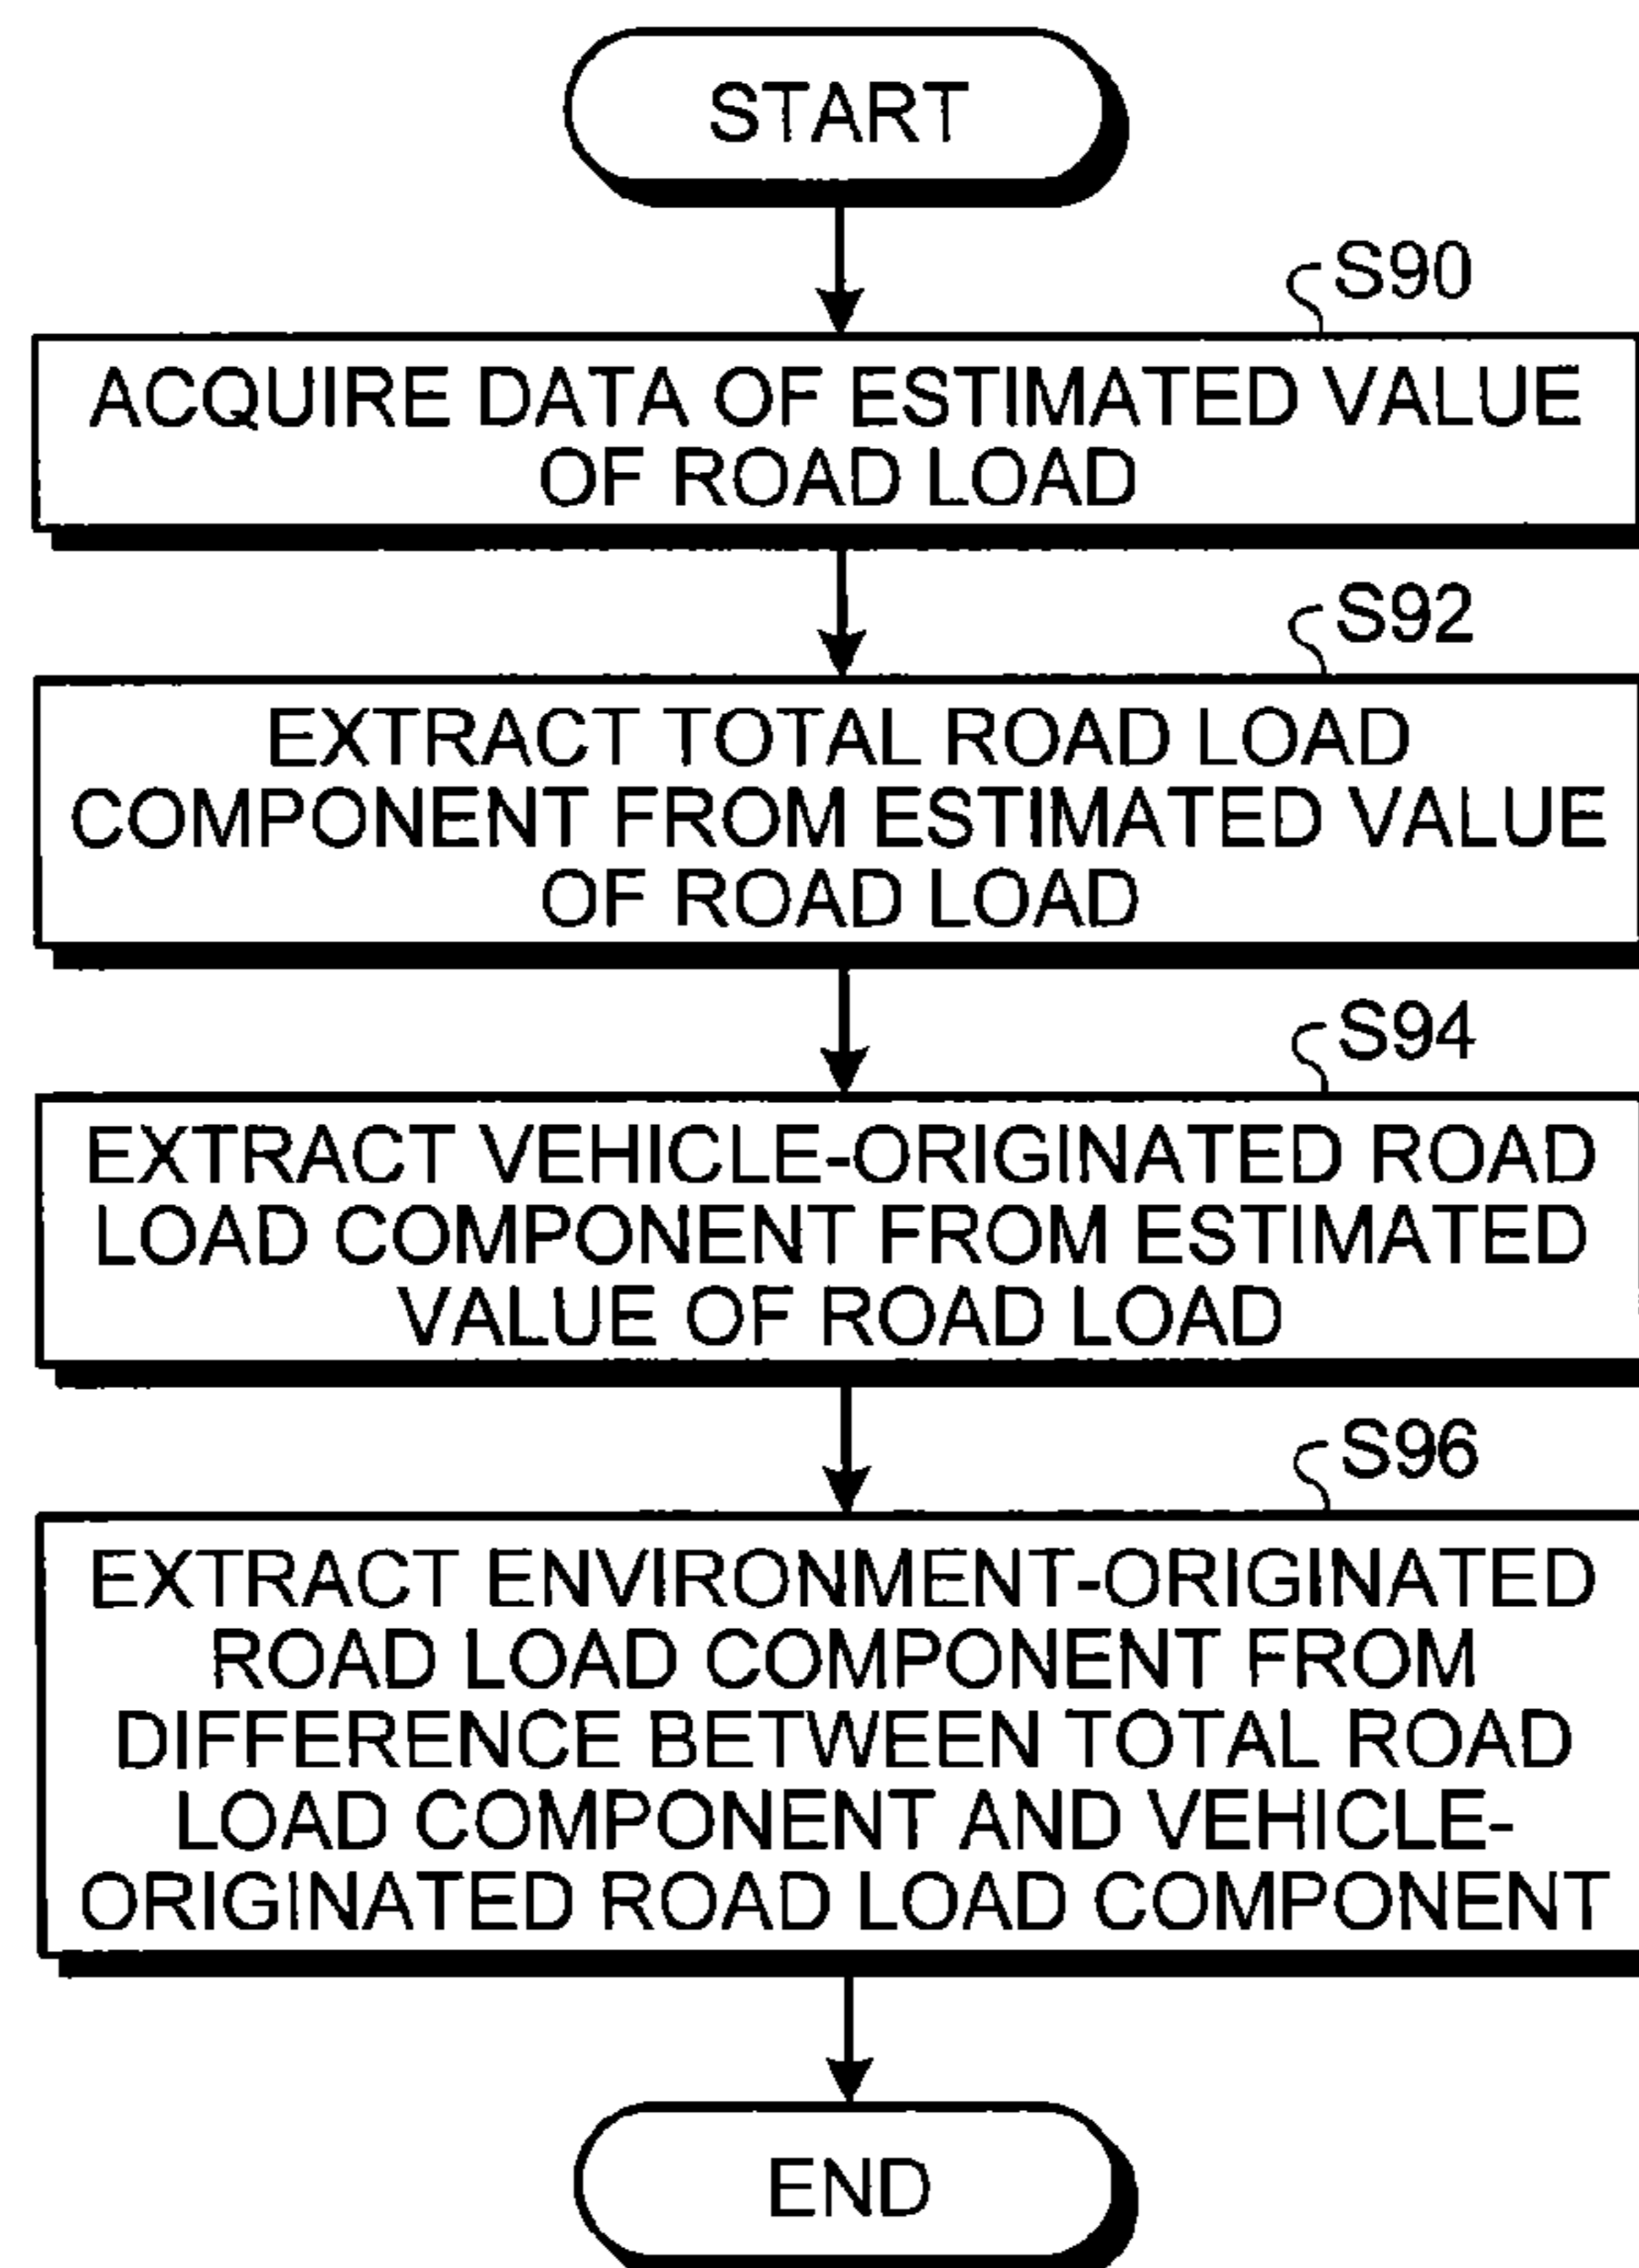 START
S90
ACQUIRE DATA OF ESTIMATED VALUE
OF ROAD LOAD
S92
EXTRACT TOTAL ROAD LOAD
COMPONENT FROM ESTIMATED VALUE
OF ROAD LOAD
S94
EXTRACT VEHICLE-ORIGINATED ROAD
LOAD COMPONENT FROM ESTIMATED
VALUE OF ROAD LOAD
S96
EXTRACT ENVIRONMENT-ORIGINATED
ROAD LOAD COMPONENT FROM
DIFFERENCE BETWEEN TOTAL ROAD
LOAD COMPONENT AND VEHICLE-
ORIGINATED ROAD LOAD COMPONENT
END